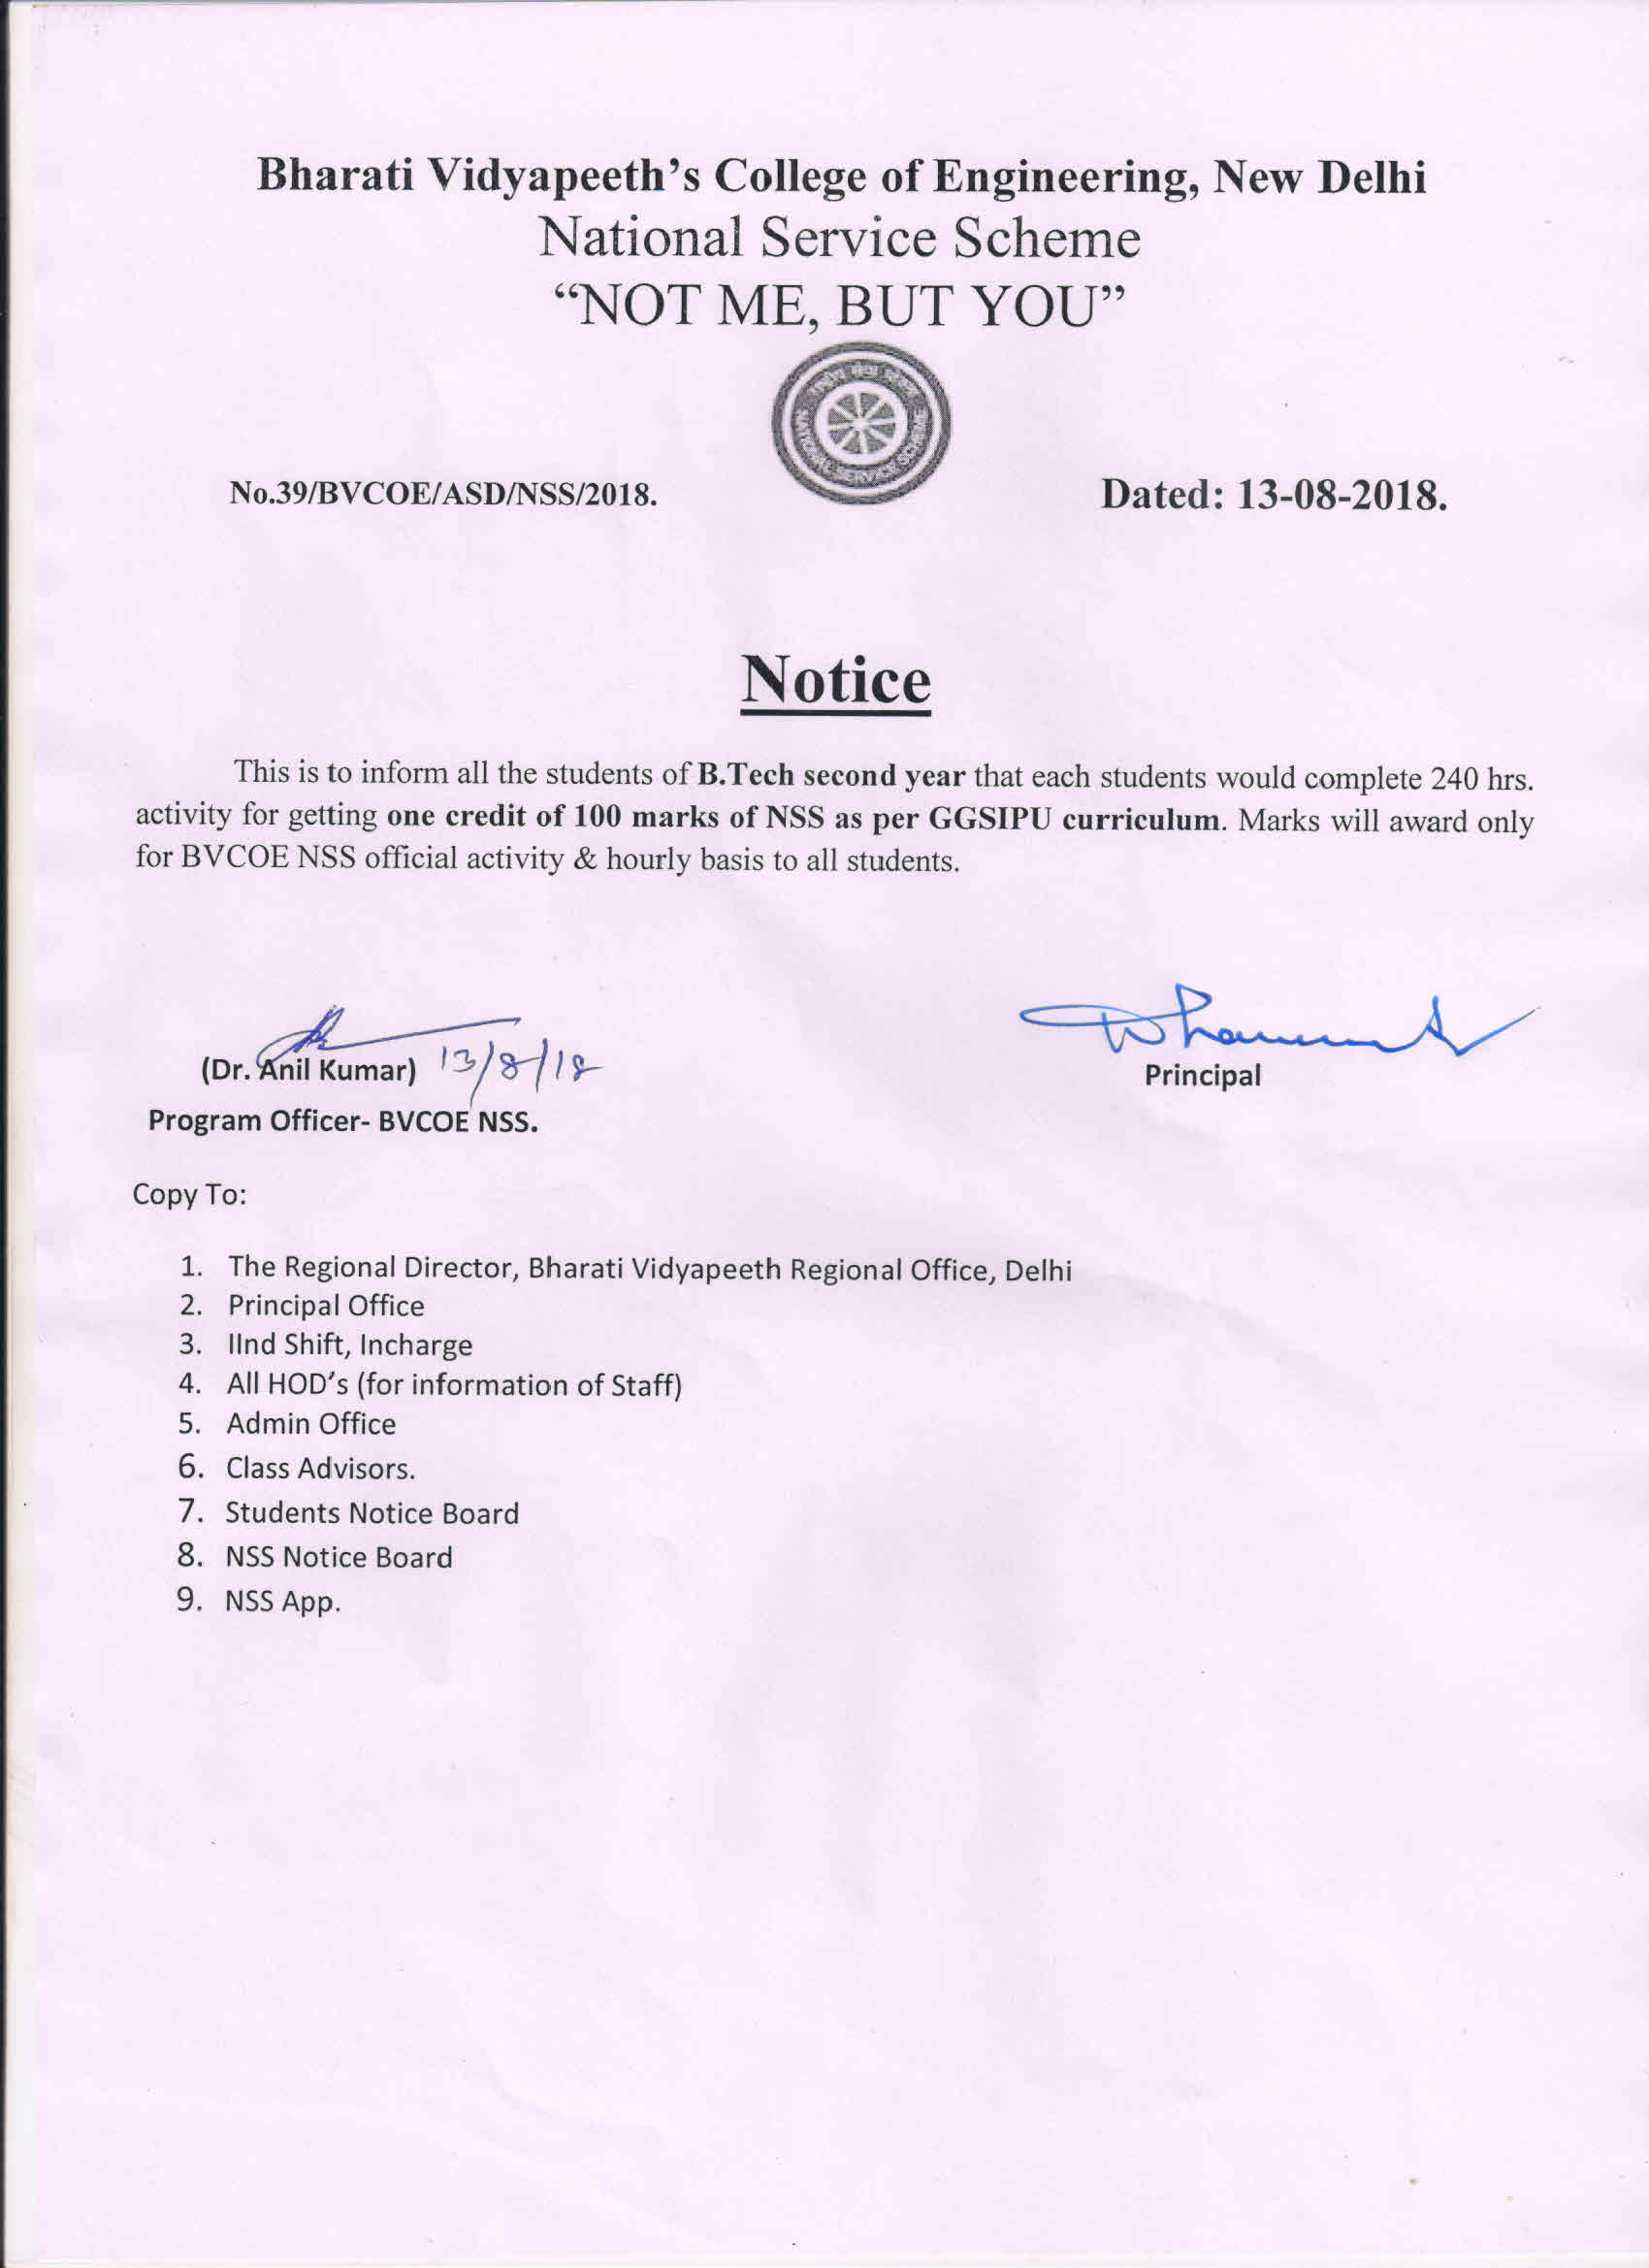 Bharati Vidyapeeth's College of Engineering, New Delhi
National Service Scheme
“NOT ME, BUT YOU”
NATIONAL SERVICE SCHEME
No.39/BVCOE/ASD/NSS/2018.
Dated: 13-08-2018.
Notice
This is to inform all the students of B.Tech second year that each students would complete 240 hrs.
activity for getting one credit of 100 marks of NSS as per GGSIPU curriculum. Marks will award only
for BVCOE NSS official activity & hourly basis to all students.
(Dr. Anil Kumar) 13/8/18
Principal
Program Officer- BVCOE NSS.
Copy To:
1. The Regional Director, Bharati Vidyapeeth Regional Office, Delhi
2. Principal Office
3. IInd Shift, Incharge
4. All HOD's (for information of Staff)
5. Admin Office
6. Class Advisors.
7. Students Notice Board
8. NSS Notice Board
9. NSS App.